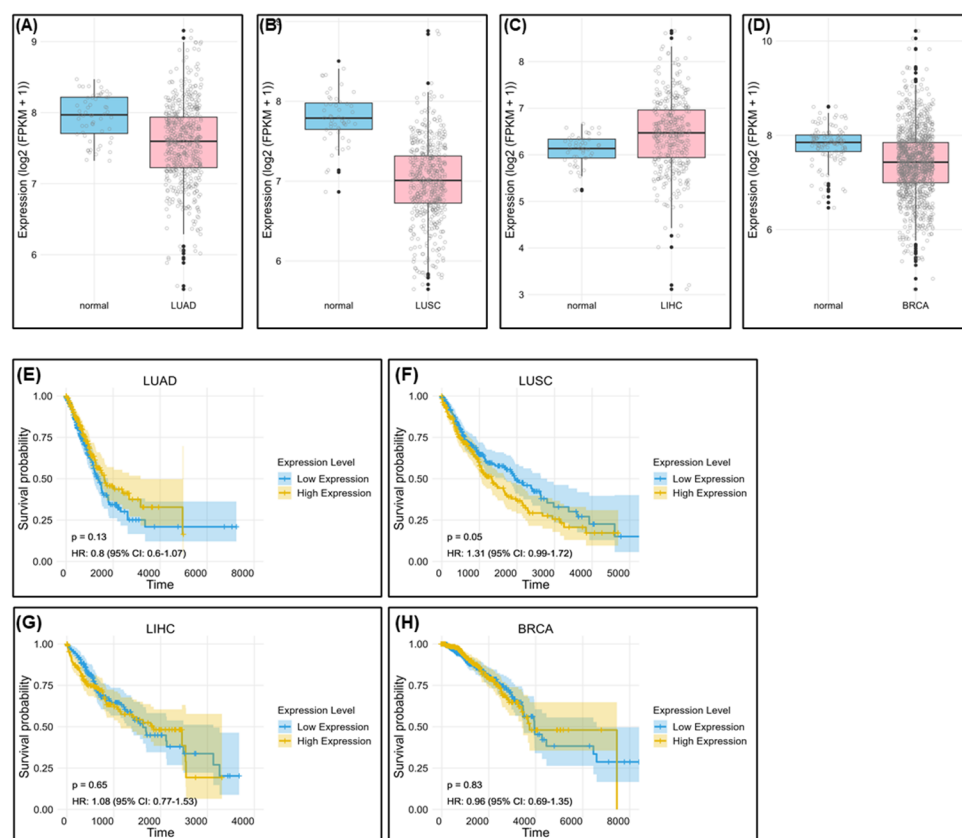 (A)
Expression (log2 (FPKM + 1))
9
8
7
6
normal
LUAD
(B)
Expression (log2 (FPKM + 1))
8
7
6
normal
LUSC
(C)
Expression (log2 (FPKM + 1))
8
7
6
5
4
3
normal
LIHC
(D)
Expression (log2 (FPKM + 1))
10
8
6
normal
BRCA
(E)
LUAD
Survival probability
1.00
0.75
0.50
0.25
0.00
p = 0.13
HR: 0.8 (95% CI: 0.6-1.07)
0 2000 4000 6000 8000
Time
Expression Level
Low Expression
High Expression
(F)
LUSC
Survival probability
1.00
0.75
0.50
0.25
0.00
p = 0.05
HR: 1.31 (95% CI: 0.99-1.72)
0 1000 2000 3000 4000 5000
Time
Expression Level
Low Expression
High Expression
(G)
LIHC
Survival probability
1.00
0.75
0.50
0.25
0.00
p = 0.65
HR: 1.08 (95% CI: 0.77-1.53)
0 1000 2000 3000 4000
Time
Expression Level
Low Expression
High Expression
(H)
BRCA
Survival probability
1.00
0.75
0.50
0.25
0.00
p = 0.83
HR: 0.96 (95% CI: 0.69-1.35)
0 2000 4000 6000 8000
Time
Expression Level
Low Expression
High Expression